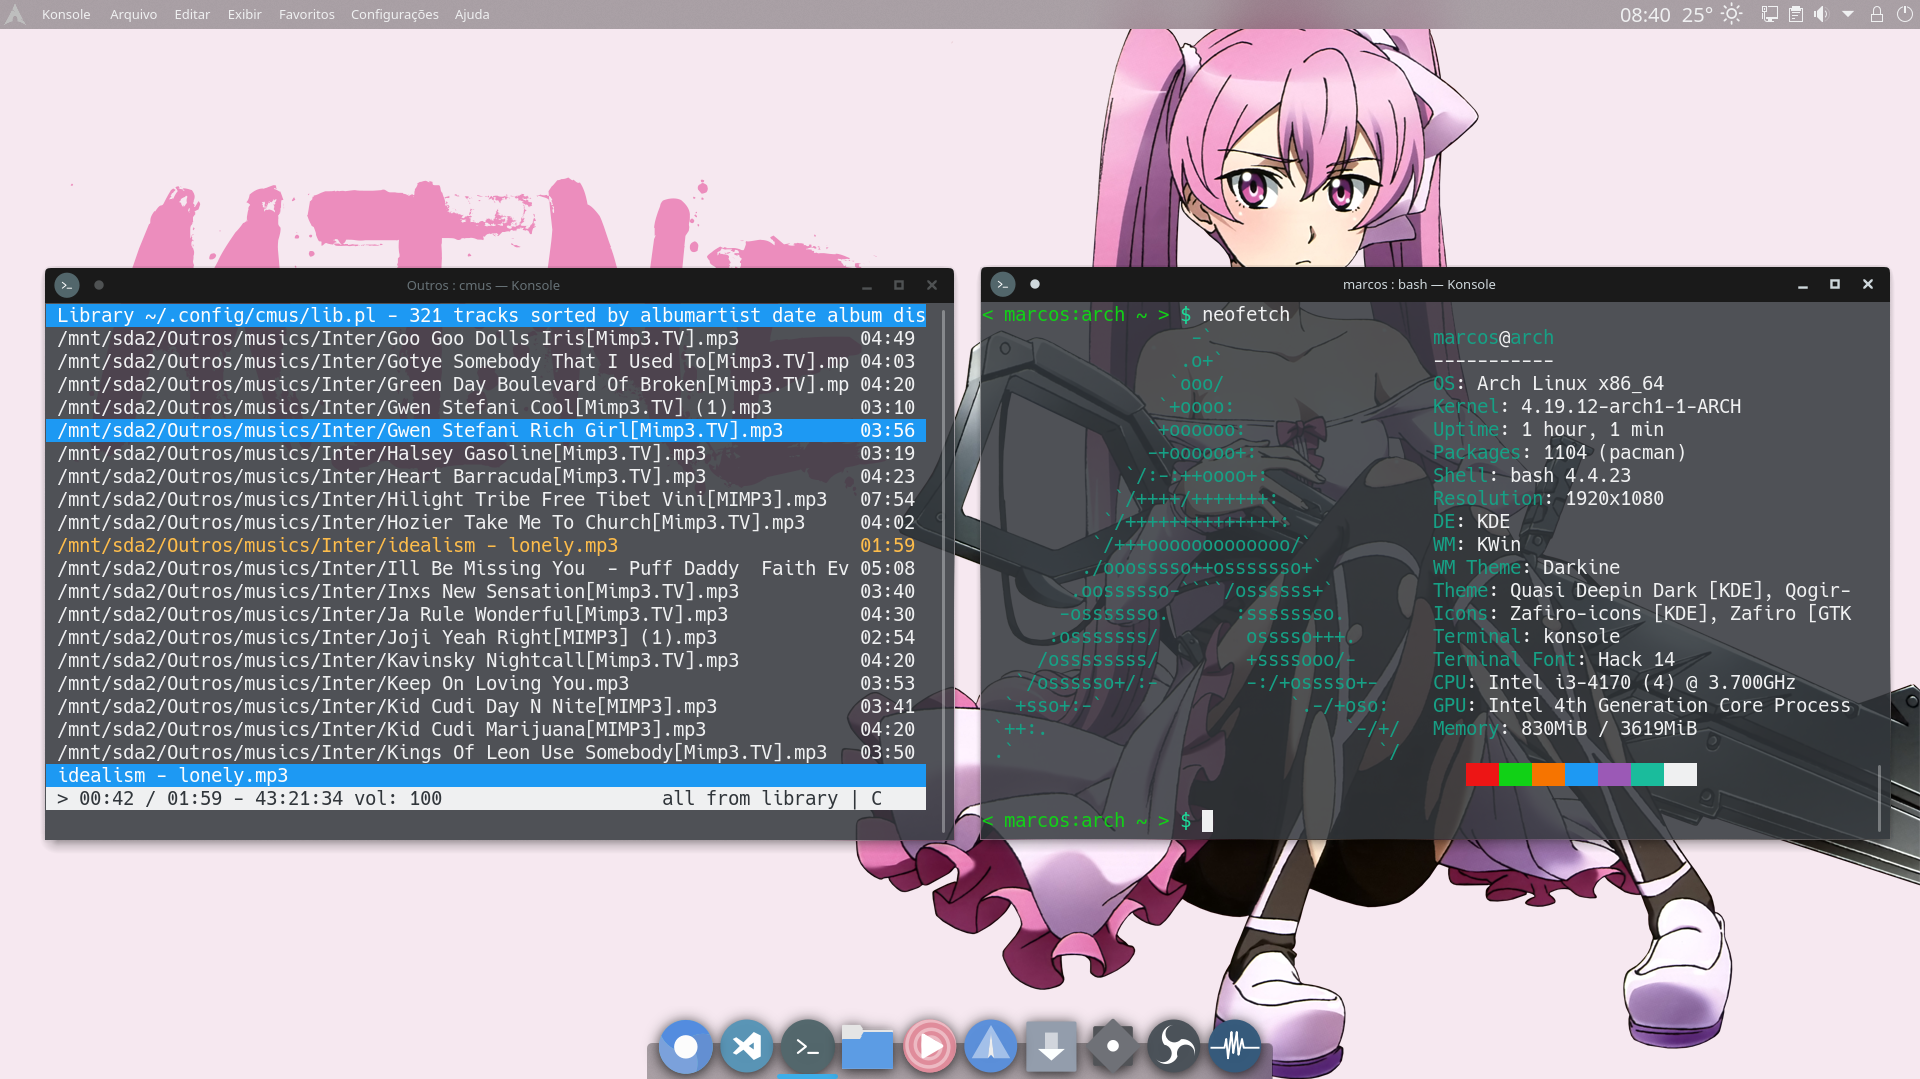 Konsole Arquivo Editar Exibir Favoritos Configurações Ajuda
08:40 25°
Outros : cmus — Konsole
Library ~/.config/cmus/lib.pl - 321 tracks sorted by albumartist date album dis
/mnt/sda2/Outros/musics/Inter/Goo Goo Dolls Iris[Mimp3.TV].mp3 04:49
/mnt/sda2/Outros/musics/Inter/Gotye Somebody That I Used To[Mimp3.TV].mp 04:03
/mnt/sda2/Outros/musics/Inter/Green Day Boulevard Of Broken[Mimp3.TV].mp 04:20
/mnt/sda2/Outros/musics/Inter/Gwen Stefani Cool[Mimp3.TV] (1).mp3 03:10
/mnt/sda2/Outros/musics/Inter/Gwen Stefani Rich Girl[Mimp3.TV].mp3 03:56
/mnt/sda2/Outros/musics/Inter/Halsey Gasoline[Mimp3.TV].mp3 03:19
/mnt/sda2/Outros/musics/Inter/Heart Barracuda[Mimp3.TV].mp3 04:23
/mnt/sda2/Outros/musics/Inter/Hilight Tribe Free Tibet Vini[MIMP3].mp3 07:54
/mnt/sda2/Outros/musics/Inter/Hozier Take Me To Church[Mimp3.TV].mp3 04:02
/mnt/sda2/Outros/musics/Inter/idealism - lonely.mp3 01:59
/mnt/sda2/Outros/musics/Inter/Ill Be Missing You  - Puff Daddy  Faith Ev 05:08
/mnt/sda2/Outros/musics/Inter/Inxs New Sensation[Mimp3.TV].mp3 03:40
/mnt/sda2/Outros/musics/Inter/Ja Rule Wonderful[Mimp3.TV].mp3 04:30
/mnt/sda2/Outros/musics/Inter/Joji Yeah Right[MIMP3] (1).mp3 02:54
/mnt/sda2/Outros/musics/Inter/Kavinsky Nightcall[Mimp3.TV].mp3 04:20
/mnt/sda2/Outros/musics/Inter/Keep On Loving You.mp3 03:53
/mnt/sda2/Outros/musics/Inter/Kid Cudi Day N Nite[MIMP3].mp3 03:41
/mnt/sda2/Outros/musics/Inter/Kid Cudi Marijuana[MIMP3].mp3 04:20
/mnt/sda2/Outros/musics/Inter/Kings Of Leon Use Somebody[Mimp3.TV].mp3 03:50
idealism - lonely.mp3
> 00:42 / 01:59 - 43:21:34 vol: 100 all from library | C
marcos : bash — Konsole
< marcos:arch ~ > $ neofetch
marcos@arch
-----------
OS: Arch Linux x86_64
Kernel: 4.19.12-arch1-1-ARCH
Uptime: 1 hour, 1 min
Packages: 1104 (pacman)
Shell: bash 4.4.23
Resolution: 1920x1080
DE: KDE
WM: KWin
WM Theme: Darkine
Theme: Quasi Deepin Dark [KDE], Qogir-
Icons: Zafiro-icons [KDE], Zafiro [GTK
Terminal: konsole
Terminal Font: Hack 14
CPU: Intel i3-4170 (4) @ 3.700GHz
GPU: Intel 4th Generation Core Process
Memory: 830MiB / 3619MiB
< marcos:arch ~ > $